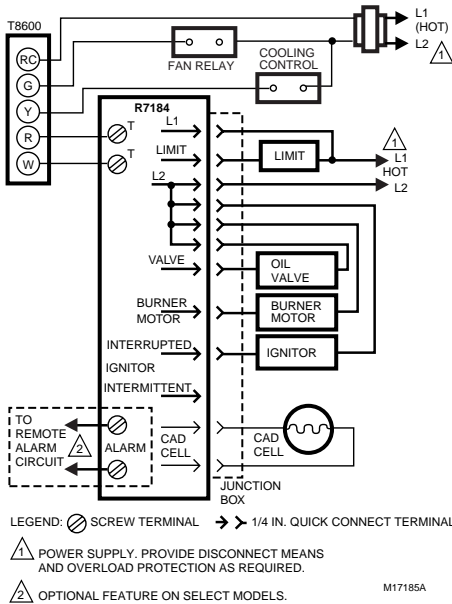 T8600
L1
(HOT)
L2
1
RC
G
Y
R
W
FAN RELAY
COOLING
CONTROL
R7184
T
T
L1
LIMIT
L2
LIMIT
1
L1
HOT
L2
VALVE
OIL
VALVE
BURNER
MOTOR
BURNER
MOTOR
INTERRUPTED
IGNITOR
IGNITOR
INTERMITTENT
TO
REMOTE
ALARM
CIRCUIT
2
ALARM
CAD
CELL
CAD
CELL
JUNCTION
BOX
LEGEND: SCREW TERMINAL 1/4 IN. QUICK CONNECT TERMINAL
1 POWER SUPPLY. PROVIDE DISCONNECT MEANS
AND OVERLOAD PROTECTION AS REQUIRED.
2 OPTIONAL FEATURE ON SELECT MODELS.
M17185A